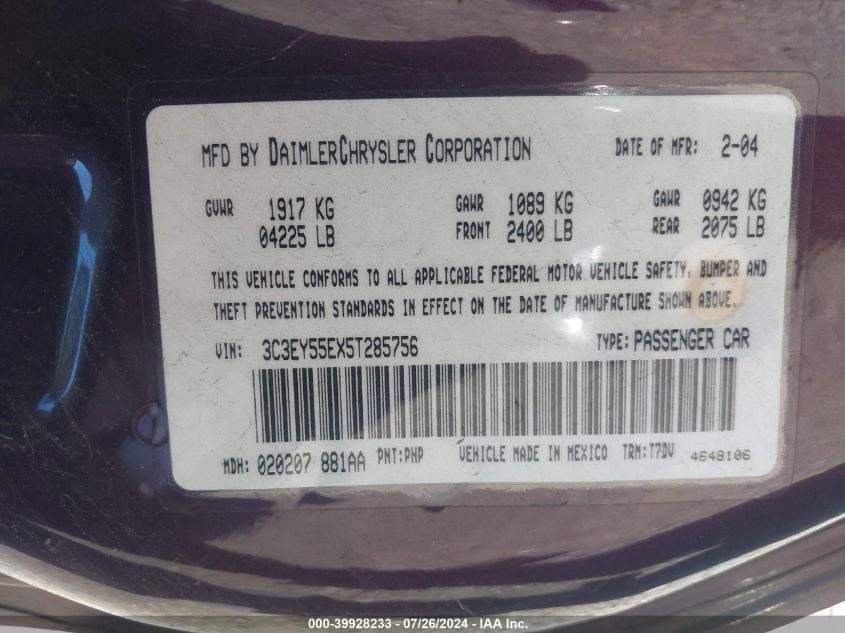 MFD BY DAIMLERCHRYSLER CORPORATION DATE OF MFR: 2-04
GVWR 1917 KG GAWR 1089 KG GAWR 0942 KG
04225 LB FRONT 2400 LB REAR 2075 LB
THIS VEHICLE CONFORMS TO ALL APPLICABLE FEDERAL MOTOR VEHICLE SAFETY, BUMPER AND
THEFT PREVENTION STANDARDS IN EFFECT ON THE DATE OF MANUFACTURE SHOWN ABOVE.
VIN: 3C3EY55EX5T285756 TYPE: PASSENGER CAR
MDH: 020207 881AA PNT:PHP VEHICLE MADE IN MEXICO TRM:T7DV 4648106
000-39928233 - 07/26/2024 - IAA Inc.